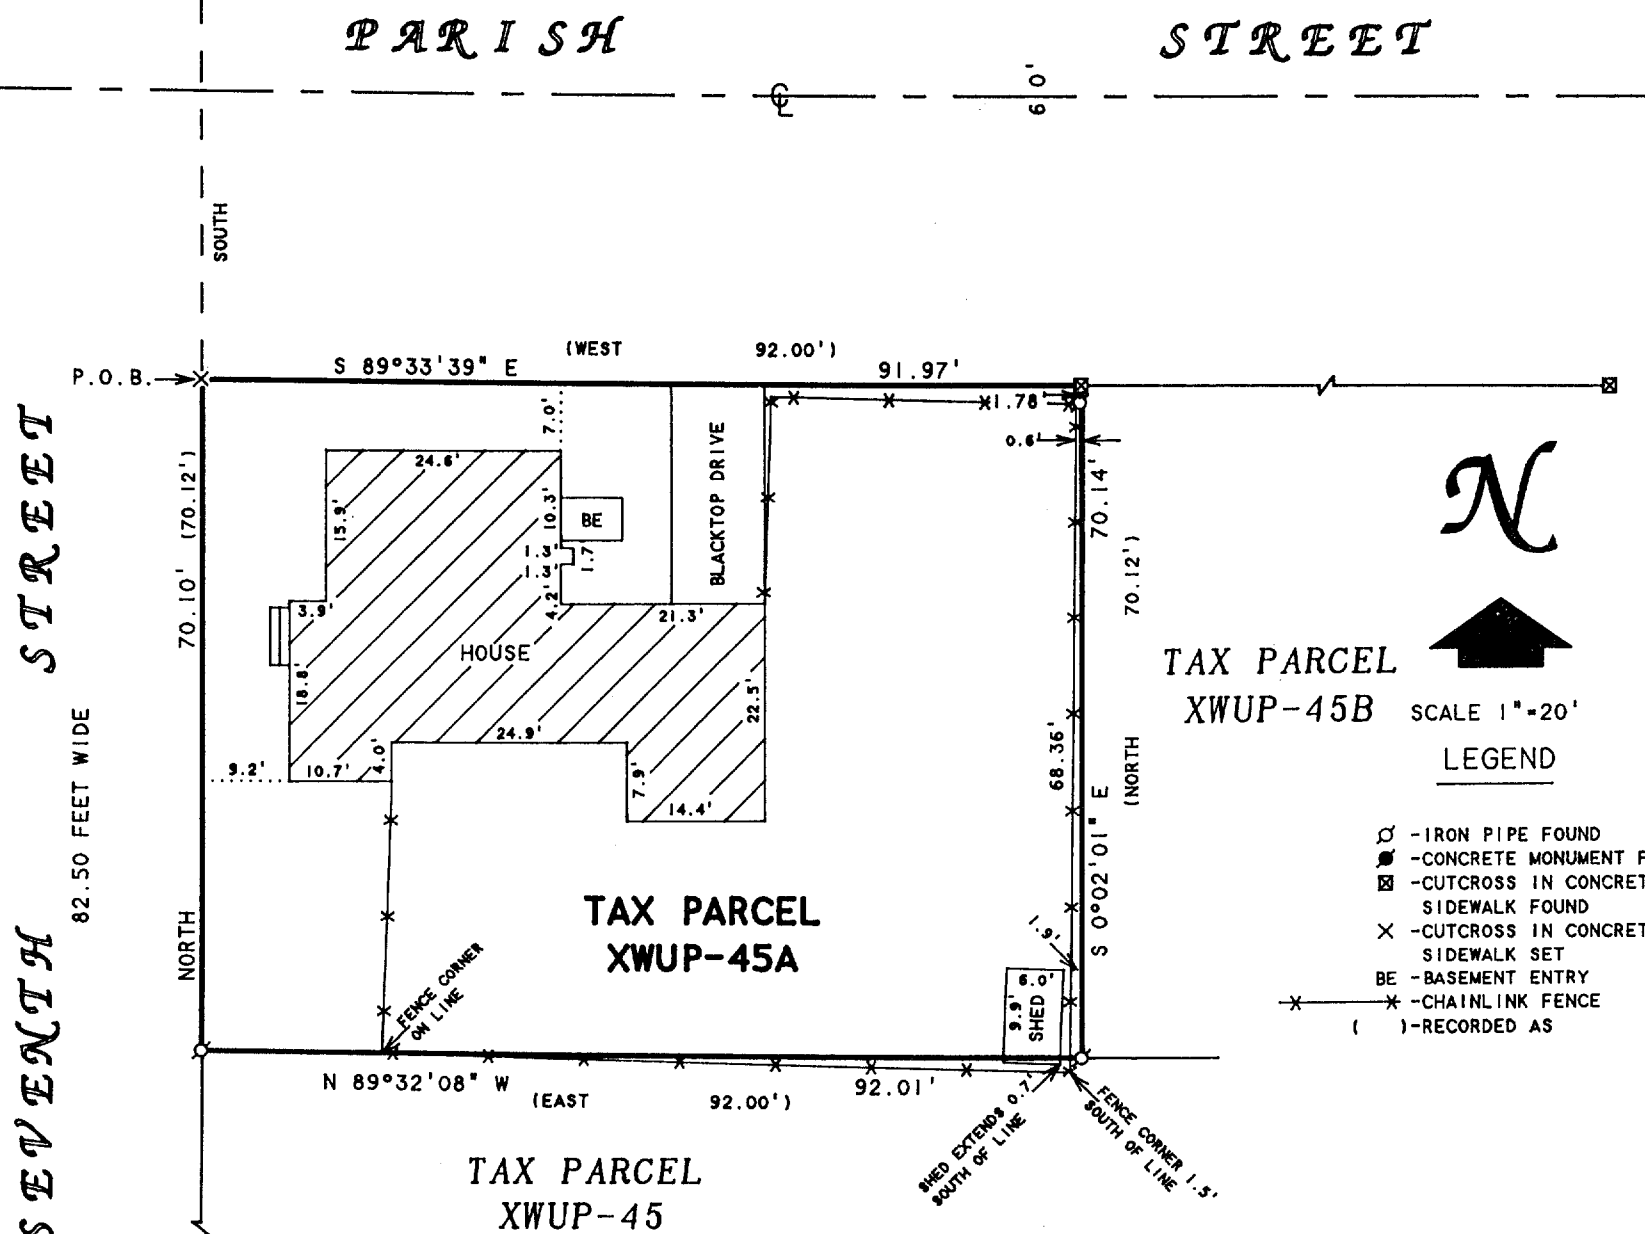 PARISH STREET
60'
℄
SOUTH
(WEST 92.00')
S 89°33'39" E
91.97'
P.O.B.
1.78'
0.6'
7.0'
24.6'
15.9'
10.3'
BE
1.3'
1.3'
1.7
4.2'
BLACKTOP DRIVE
21.3'
3.9'
HOUSE
18.8'
22.5'
24.9'
4.0'
7.9'
9.2'
10.7'
14.4'
70.10' (70.12')
NORTH
70.14'
70.12')
(NORTH
68.36'
S 0°02'01" E
SEVENTH STREET
82.50 FEET WIDE
TAX PARCEL
XWUP-45B
N
SCALE 1"=20'
LEGEND
-IRON PIPE FOUND
-CONCRETE MONUMENT F
-CUTCROSS IN CONCRET
SIDEWALK FOUND
-CUTCROSS IN CONCRET
SIDEWALK SET
BE -BASEMENT ENTRY
-CHAINLINK FENCE
( )-RECORDED AS
TAX PARCEL
XWUP-45A
1.9'
6.0'
9.9'
SHED
FENCE CORNER
ON LINE
N 89°32'08" W
92.01'
(EAST 92.00')
SHED EXTENDS 0.7'
SOUTH OF LINE
FENCE CORNER 1.5'
SOUTH OF LINE
TAX PARCEL
XWUP-45